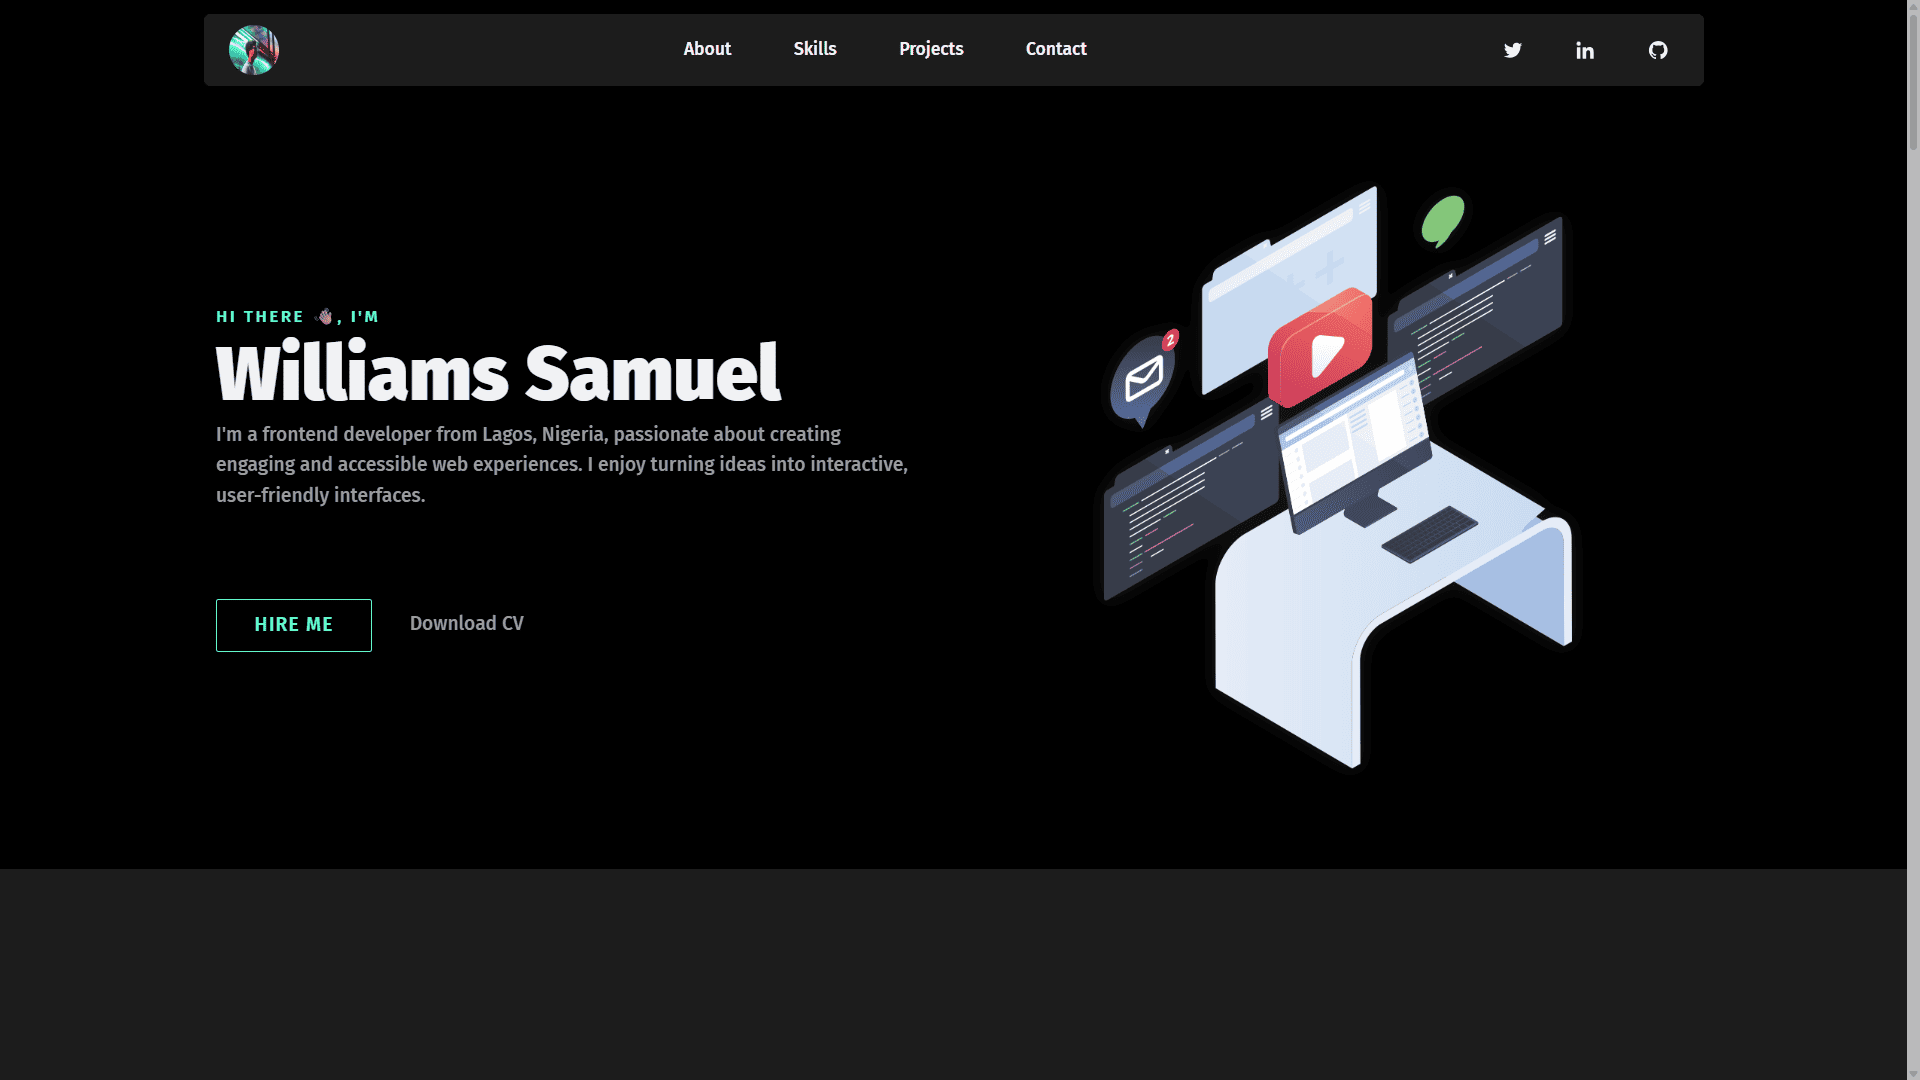 About
Skills
Projects
Contact
HI THERE 👋🏽, I'M
Williams Samuel
I'm a frontend developer from Lagos, Nigeria, passionate about creating
engaging and accessible web experiences. I enjoy turning ideas into interactive,
user-friendly interfaces.
HIRE ME
Download CV
2